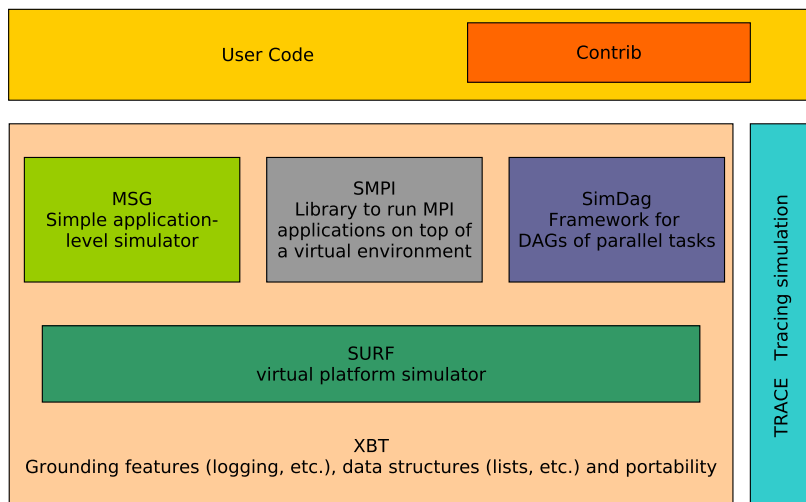 User Code
Contrib
MSG
Simple application-
level simulator
SMPI
Library to run MPI
applications on top of
a virtual environment
SimDag
Framework for
DAGs of parallel tasks
SURF
virtual platform simulator
XBT
Grounding features (logging, etc.), data structures (lists, etc.) and portability
TRACE Tracing simulation